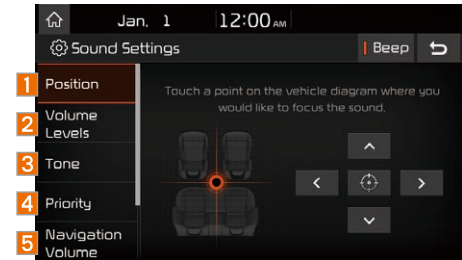 Jan. 1 12:00 AM
Sound Settings Beep
1 Position
Touch a point on the vehicle diagram where you
would like to focus the sound.
2 Volume
Levels
3 Tone
4 Priority
5 Navigation
Volume